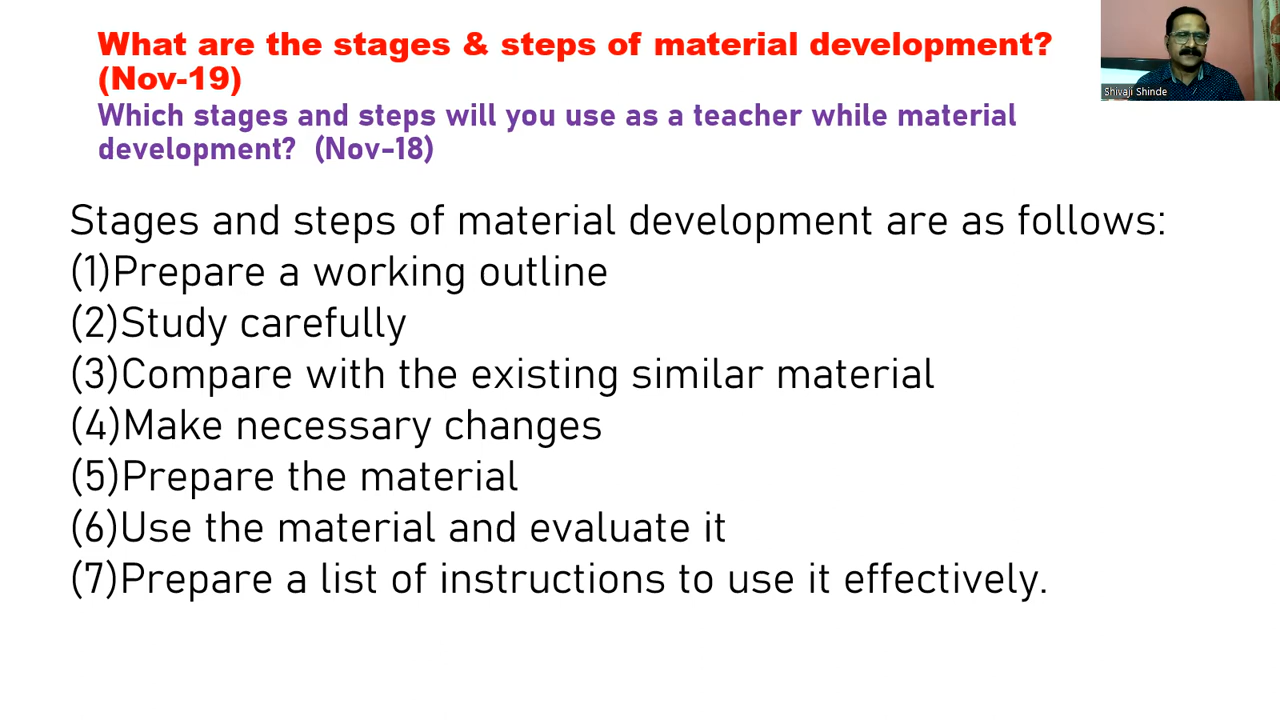 What are the stages & steps of material development?
(Nov-19)
Which stages and steps will you use as a teacher while material
development? (Nov-18)
Shivaji Shinde
Stages and steps of material development are as follows:
(1)Prepare a working outline
(2)Study carefully
(3)Compare with the existing similar material
(4)Make necessary changes
(5)Prepare the material
(6)Use the material and evaluate it
(7)Prepare a list of instructions to use it effectively.